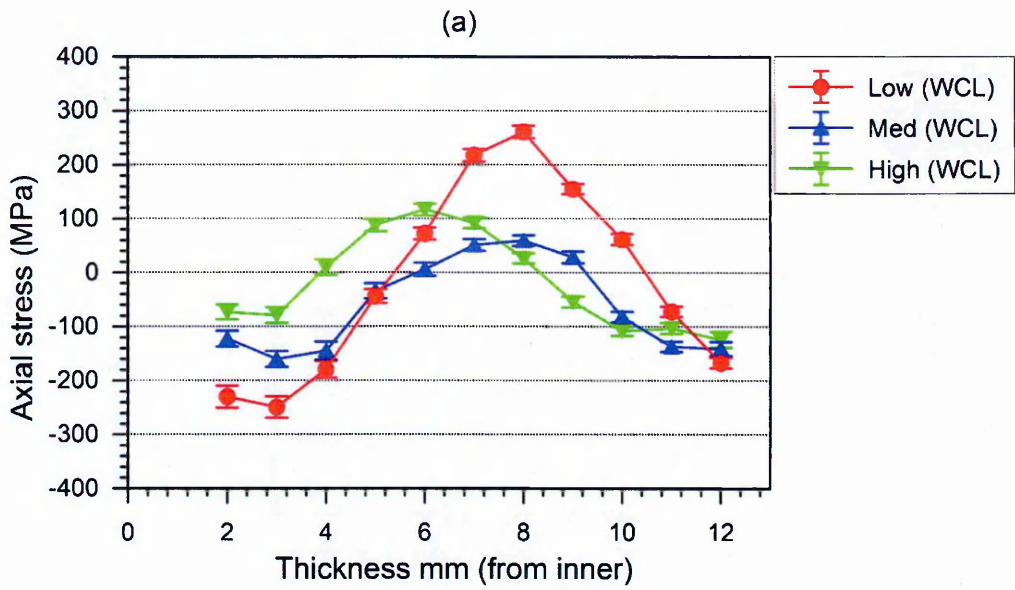 (a)
400
300
200
100
0
-100
-200
-300
-400
Axial stress (MPa)
0 2 4 6 8 10 12
Thickness mm (from inner)
Low (WCL)
Med (WCL)
High (WCL)